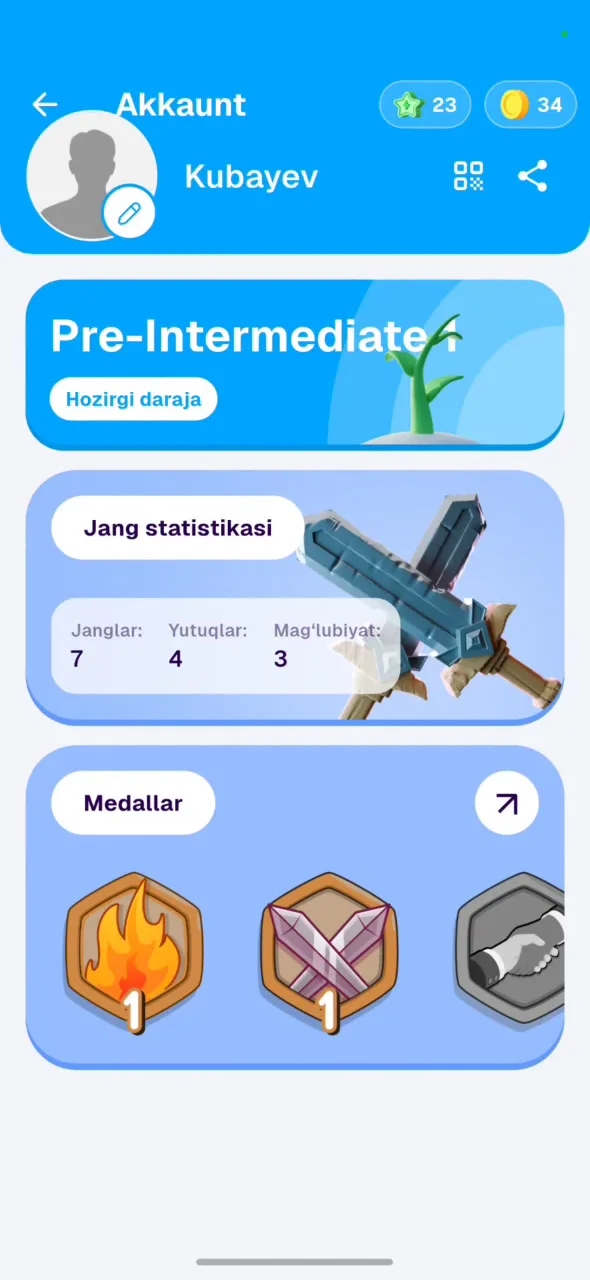 Akkaunt
23
34
Kubayev
Pre-Intermediate 1
Hozirgi daraja
Jang statistikasi
Janglar: Yutuqlar: Mag‘lubiyat:
7 4 3
Medallar
1 1